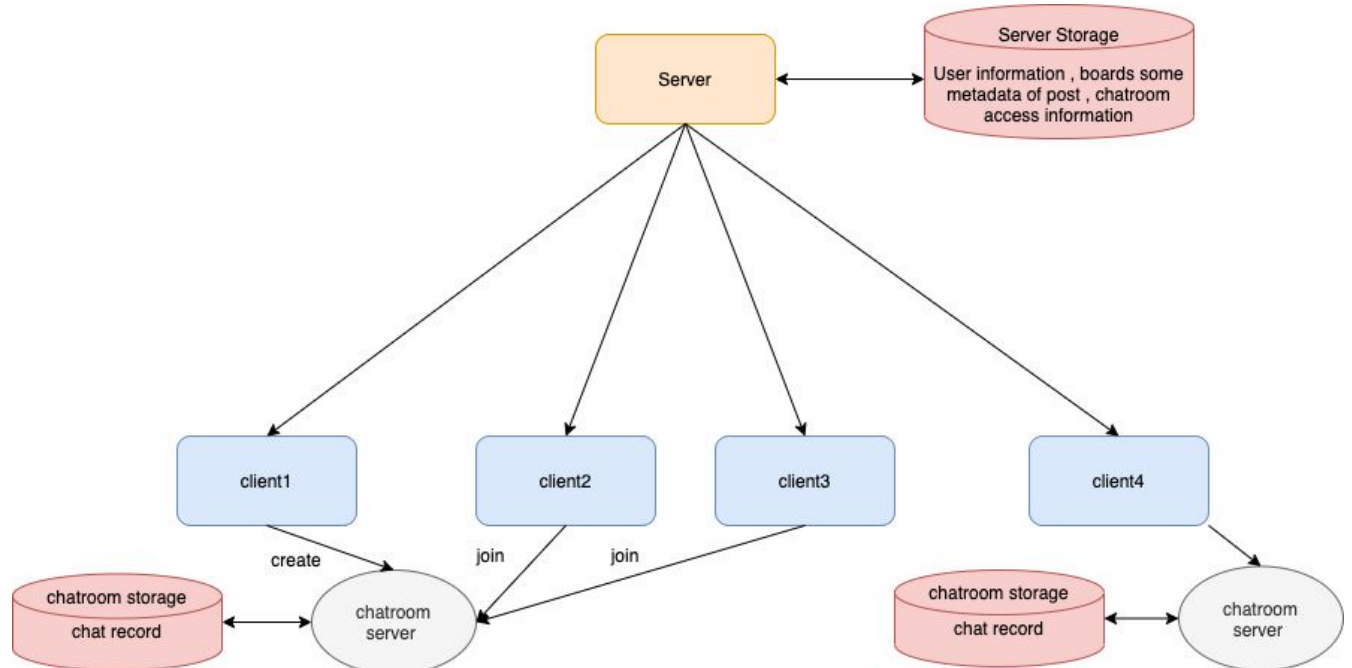 Server
Server Storage
User information , boards some
metadata of post , chatroom
access information
client1
client2
client3
client4
create
join
join
chatroom storage
chat record
chatroom
server
chatroom storage
chat record
chatroom
server